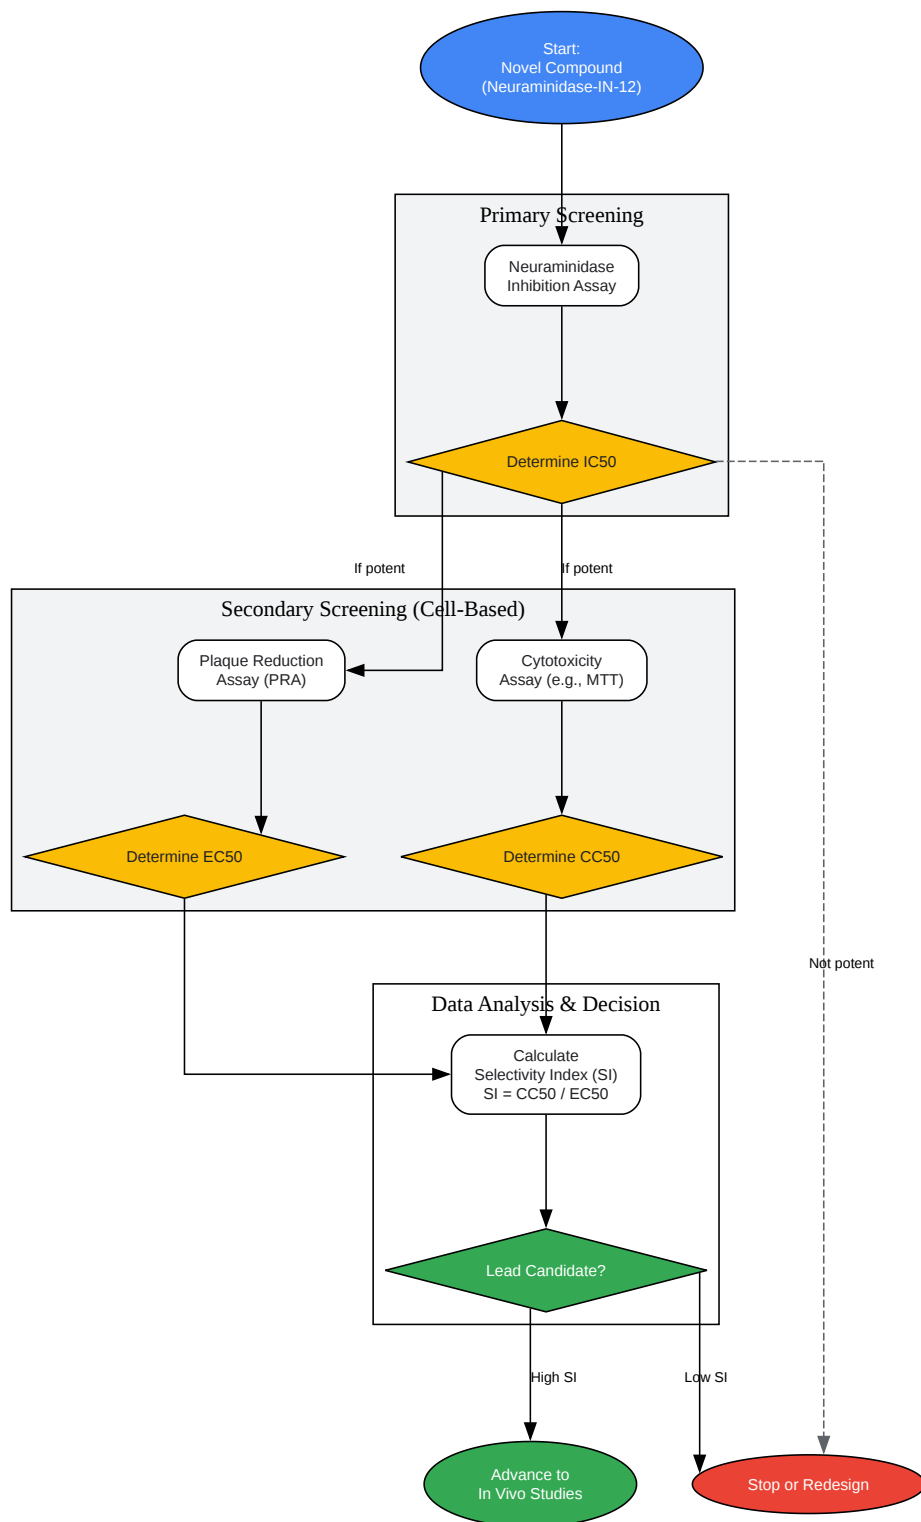 Start:
Novel Compound
(Neuraminidase-IN-12)
Primary Screening
Neuraminidase
Inhibition Assay
Determine IC50
If potent
If potent
Secondary Screening (Cell-Based)
Plaque Reduction
Assay (PRA)
Cytotoxicity
Assay (e.g., MTT)
Determine EC50
Determine CC50
Not potent
Data Analysis & Decision
Calculate
Selectivity Index (SI)
SI = CC50 / EC50
Lead Candidate?
High SI
Low SI
Advance to
In Vivo Studies
Stop or Redesign